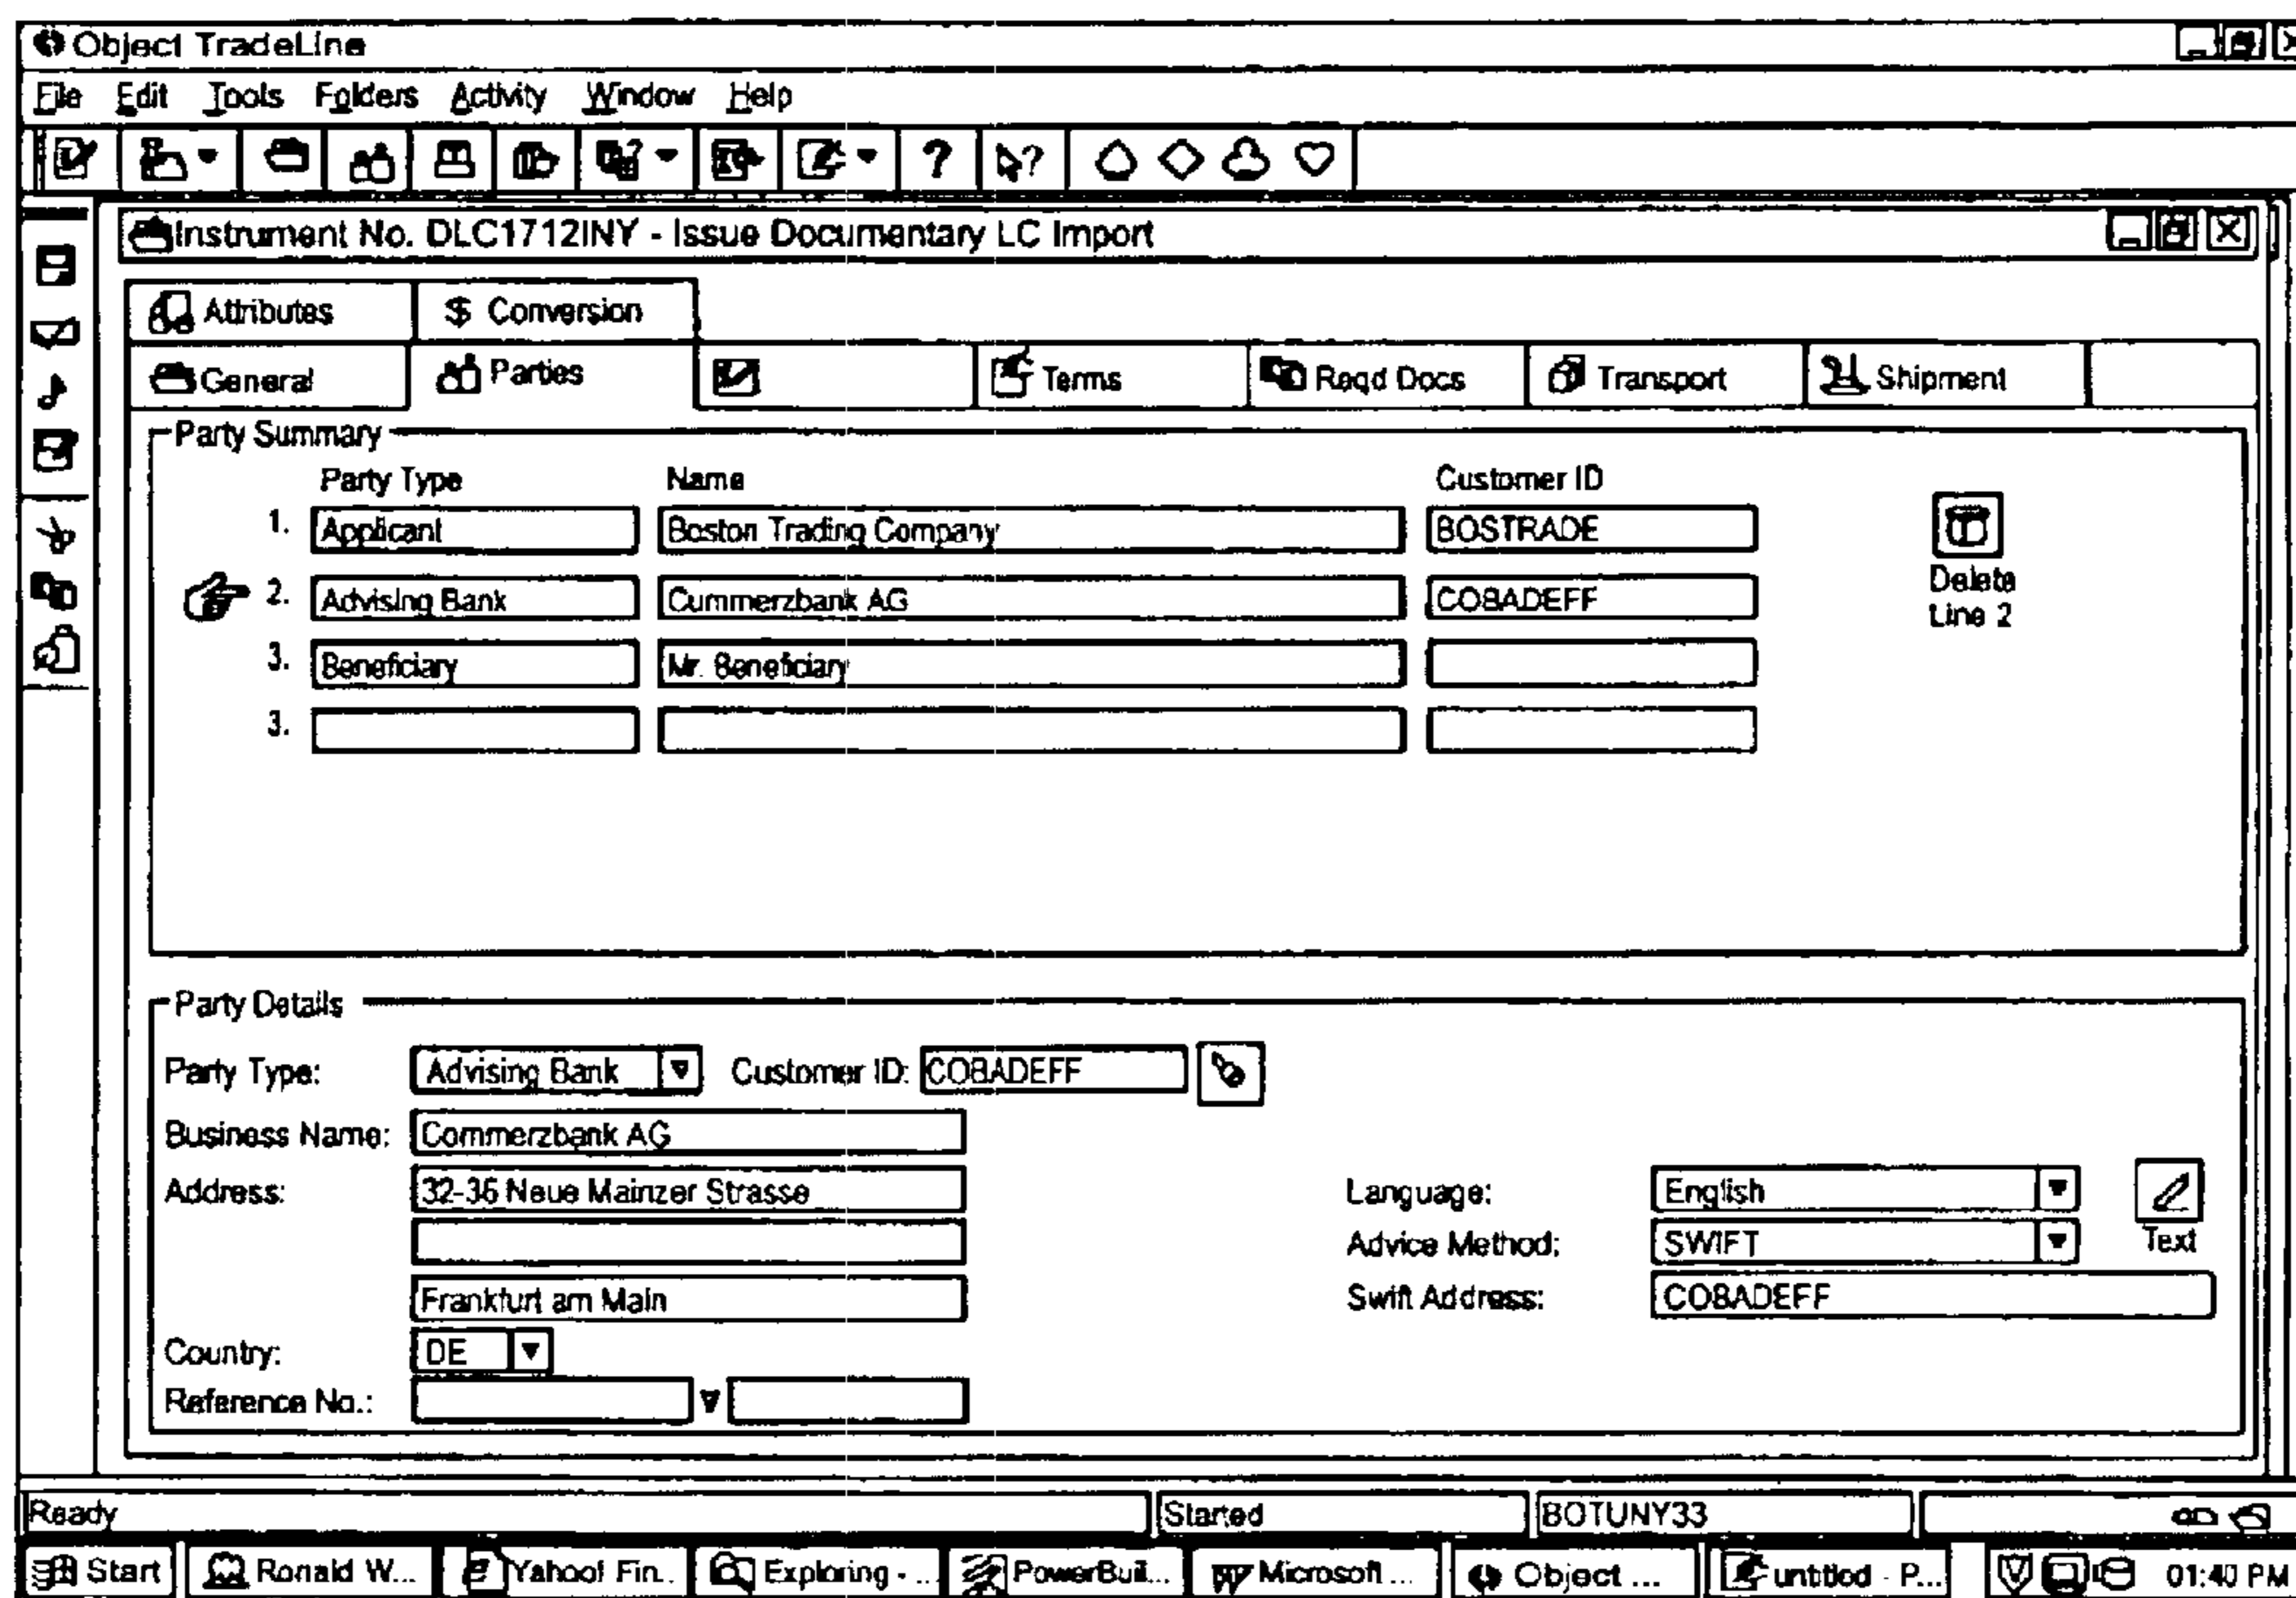 Object TradeLine
File Edit Tools Folders Activity Window Help
Instrument No. DLC1712INY - Issue Documentary LC Import
Attributes $ Conversion
General Parties Terms Reqd Docs Transport Shipment
Party Summary
Party Type Name Customer ID
1. Applicant Boston Trading Company BOSTRADE
2. Advising Bank Cummerzbank AG COBADEFF
Delete
Line 2
3. Beneficiary Mr. Beneficiary
3.
Party Details
Party Type: Advising Bank Customer ID: COBADEFF
Business Name: Commerzbank AG
Address: 32-36 Neue Mainzer Strasse Language: English
Advice Method: SWIFT Text
Frankfurt am Main Swift Address: COBADEFF
Country: DE
Reference No.:
Ready Started BOTUNY33
Start Ronald W... Yahoo! Fin.. Exploring - .. PowerBuil... Microsoft ... Object ... untitled - P... 01:40 PM